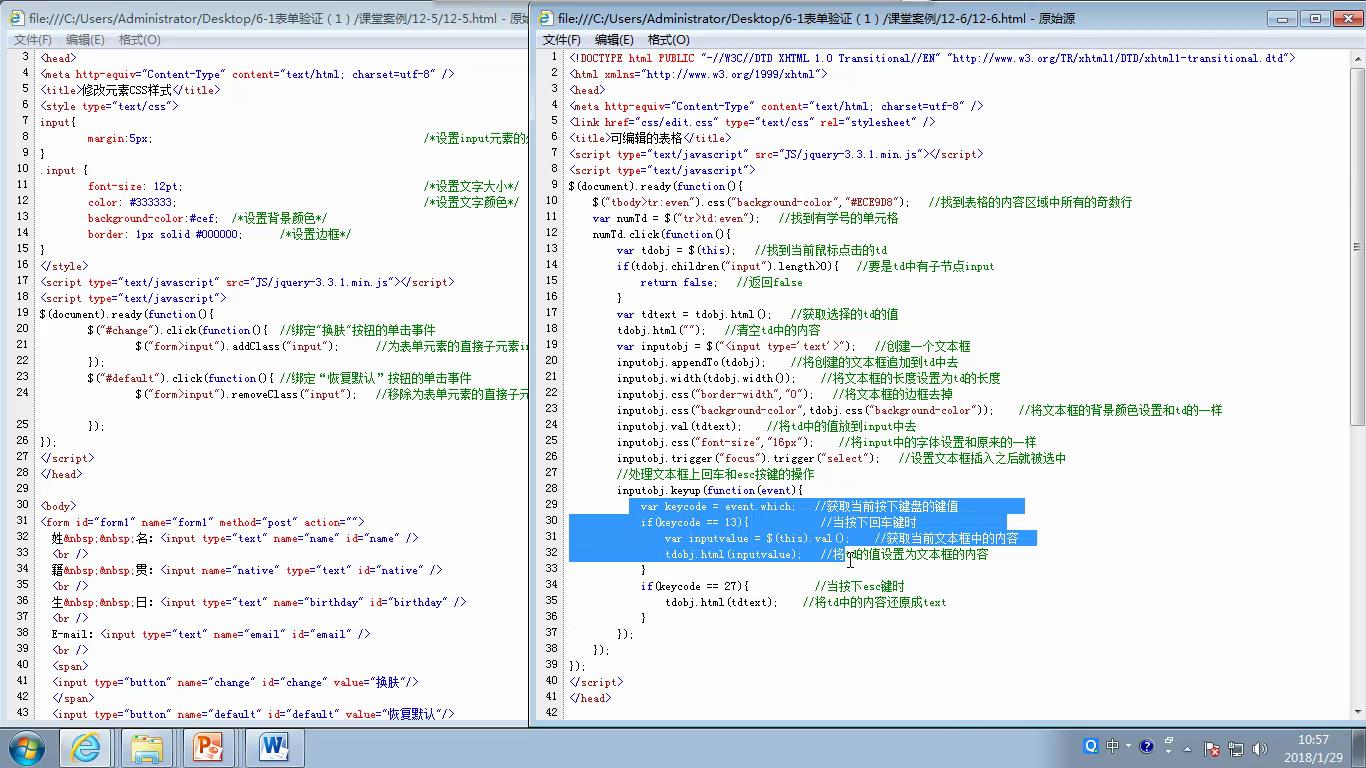 file:///C:/Users/Administrator/Desktop/6-1表单验证（1）/课堂案例/12-5/12-5.html - 原始
文件(F) 编辑(E) 格式(O)
3 <head>
4 <meta http-equiv="Content-Type" content="text/html; charset=utf-8" />
5 <title>修改元素CSS样式</title>
6 <style type="text/css">
7 input{
8 margin:5px; /*设置input元素的
9 }
10 .input {
11 font-size: 12pt; /*设置文字大小*/
12 color: #333333; /*设置文字颜色*/
13 background-color:#cef; /*设置背景颜色*/
14 border: 1px solid #000000; /*设置边框*/
15 }
16 </style>
17 <script type="text/javascript" src="JS/jquery-3.3.1.min.js"></script>
18 <script type="text/javascript">
19 $(document).ready(function(){
20 $("#change").click(function(){ //绑定"换肤"按钮的单击事件
21 $("form>input").addClass("input"); //为表单元素的直接子元素in
22 });
23 $("#default").click(function(){ //绑定“恢复默认”按钮的单击事件
24 $("form>input").removeClass("input"); //移除为表单元素的直接子元
25 });
26 });
27 </script>
28 </head>
29
30 <body>
31 <form id="form1" name="form1" method="post" action="">
32 姓&nbsp;&nbsp;名：<input type="text" name="name" id="name" />
33 <br />
34 籍&nbsp;&nbsp;贯：<input type="text" name="native" id="native" />
35 <br />
36 生&nbsp;&nbsp;日：<input type="text" name="birthday" id="birthday" />
37 <br />
38 E-mail：<input type="text" name="email" id="email" />
39 <br />
40 <span>
41 <input type="button" name="change" id="change" value="换肤"/>
42 </span>
43 <input type="button" name="default" id="default" value="恢复默认"/>
file:///C:/Users/Administrator/Desktop/6-1表单验证（1）/课堂案例/12-6/12-6.html - 原始源
文件(F) 编辑(E) 格式(O)
1 <!DOCTYPE html PUBLIC "-//W3C//DTD XHTML 1.0 Transitional//EN" "http://www.w3.org/TR/xhtml1/DTD/xhtml1-transitional.dtd">
2 <html xmlns="http://www.w3.org/1999/xhtml">
3 <head>
4 <meta http-equiv="Content-Type" content="text/html; charset=utf-8" />
5 <link href="css/edit.css" type="text/css" rel="stylesheet" />
6 <title>可编辑的表格</title>
7 <script type="text/javascript" src="JS/jquery-3.3.1.min.js"></script>
8 <script type="text/javascript">
9 $(document).ready(function(){
10 $("tbody>tr:even").css("background-color","#ECE9D8"); //找到表格的内容区域中所有的奇数行
11 var numTd = $("tr>td:even"); //找到有学号的单元格
12 numTd.click(function(){
13 var tdobj = $(this); //找到当前鼠标点击的td
14 if(tdobj.children("input").length>0){ //要是td中有子节点input
15 return false; //返回false
16 }
17 var tdtext = tdobj.html(); //获取选择的td的值
18 tdobj.html(""); //清空td中的内容
19 var inputobj = $("<input type='text'>"); //创建一个文本框
20 inputobj.appendTo(tdobj); //将创建的文本框追加到td中去
21 inputobj.width(tdobj.width()); //将文本框的长度设置为td的长度
22 inputobj.css("border-width","0"); //将文本框的边框去掉
23 inputobj.css("background-color",tdobj.css("background-color")); //将文本框的背景颜色设置和td的一样
24 inputobj.val(tdtext); //将td中的值放到input中去
25 inputobj.css("font-size","16px"); //将input中的字体设置和原来的一样
26 inputobj.trigger("focus").trigger("select"); //设置文本框插入之后就被选中
27 //处理文本框上回车和esc按键的操作
28 inputobj.keyup(function(event){
29 var keycode = event.which; //获取当前按下键盘的键值
30 if(keycode == 13){ //当按下回车键时
31 var inputvalue = $(this).val(); //获取当前文本框中的内容
32 tdobj.html(inputvalue); //将td的值设置为文本框的内容
33 }
34 if(keycode == 27){ //当按下esc键时
35 tdobj.html(tdtext); //将td中的内容还原成text
36 }
37 });
38 });
39 });
40 </script>
41 </head>
42
中
10:57
2018/1/29